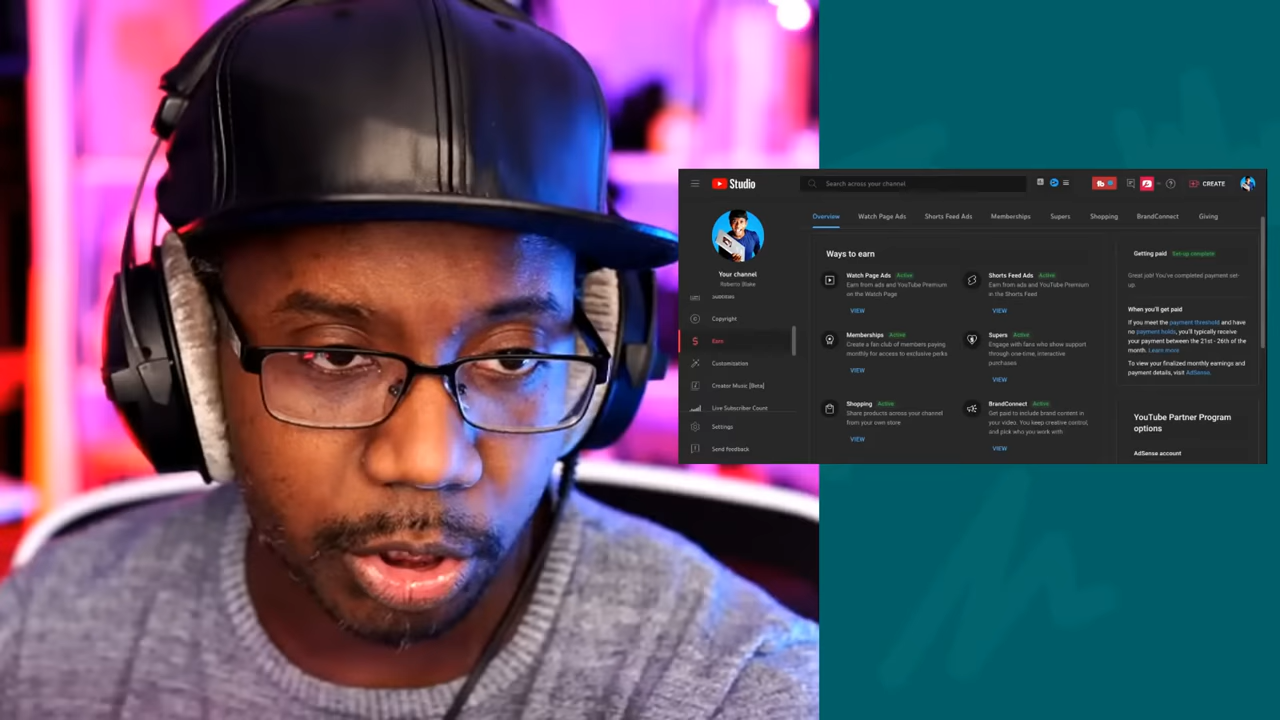 Studio
Search across your channel
CREATE
Your channel
Roberto Blake
Subtitles
Copyright
Earn
Customization
Creator Music [Beta]
Live Subscriber Count
Settings
Send feedback
Overview
Watch Page Ads
Shorts Feed Ads
Memberships
Supers
Shopping
BrandConnect
Giving
Ways to earn
Watch Page Ads Active
Earn from ads and YouTube Premium
on the Watch Page
VIEW
Shorts Feed Ads Active
Earn from ads and YouTube Premium
in the Shorts Feed
VIEW
Memberships Active
Create a fan club of members paying
monthly for access to exclusive perks
VIEW
Supers Active
Engage with fans who show support
through one-time, interactive
purchases
VIEW
Shopping Active
Share products across your channel
from your own store
VIEW
BrandConnect Active
Get paid to include brand content in
your video. You keep creative control,
and pick who you work with
VIEW
Getting paid Set-up complete
Great job! You've completed payment set-
up.
When you'll get paid
If you meet the payment threshold and have
no payment holds, you'll typically receive
your payment between the 21st - 26th of the
month. Learn more
To view your finalized monthly earnings and
payment details, visit AdSense.
YouTube Partner Program
options
AdSense account